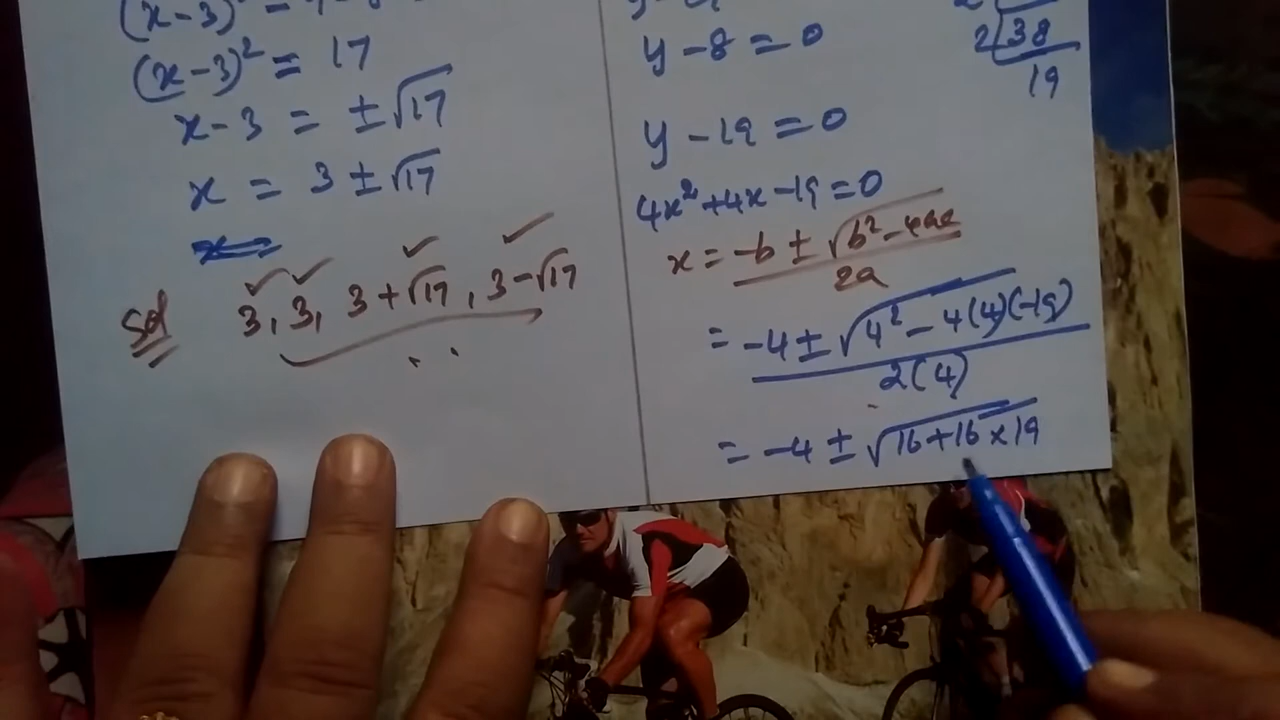 (x-3)² = 17
x-3 = ±√17
x = 3 ±√17
Sol 3, 3, 3+√17, 3-√17
y-8=0
y-19=0
4x²+4x-19=0
x = -b ± √b²-4ac / 2a
= -4 ± √4²-4(4)(-19) / 2(4)
= -4 ± √16+16×19
2 38
19